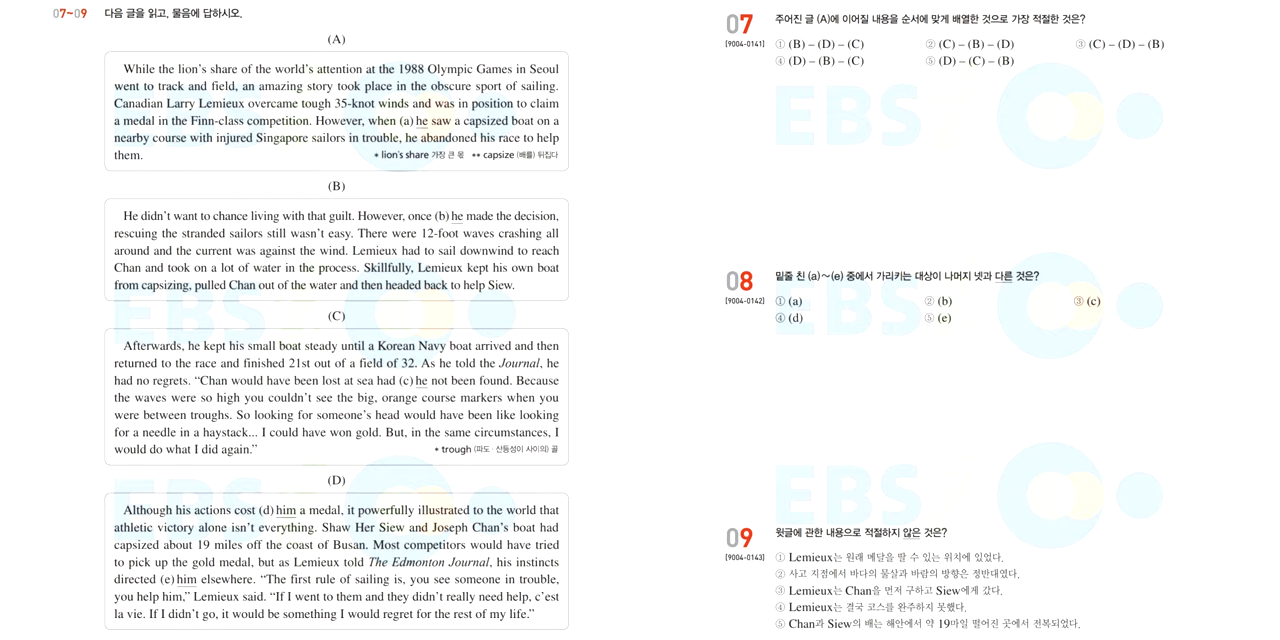 07~09 다음 글을 읽고, 물음에 답하시오.
(A)
While the lion's share of the world's attention at the 1988 Olympic Games in Seoul
went to track and field, an amazing story took place in the obscure sport of sailing.
Canadian Larry Lemieux overcame tough 35-knot winds and was in position to claim
a medal in the Finn-class competition. However, when (a) he saw a capsized boat on a
nearby course with injured Singapore sailors in trouble, he abandoned his race to help
them.
* lion's share 가장 큰 몫 ** capsize (배를) 뒤집다
(B)
He didn't want to chance living with that guilt. However, once (b) he made the decision,
rescuing the stranded sailors still wasn't easy. There were 12-foot waves crashing all
around and the current was against the wind. Lemieux had to sail downwind to reach
Chan and took on a lot of water in the process. Skillfully, Lemieux kept his own boat
from capsizing, pulled Chan out of the water and then headed back to help Siew.
(C)
Afterwards, he kept his small boat steady until a Korean Navy boat arrived and then
returned to the race and finished 21st out of a field of 32. As he told the Journal, he
had no regrets. “Chan would have been lost at sea had (c) he not been found. Because
the waves were so high you couldn't see the big, orange course markers when you
were between troughs. So looking for someone's head would have been like looking
for a needle in a haystack... I could have won gold. But, in the same circumstances, I
would do what I did again.”
* trough (파도·산등성이 사이의) 골
(D)
Although his actions cost (d) him a medal, it powerfully illustrated to the world that
athletic victory alone isn't everything. Shaw Her Siew and Joseph Chan's boat had
capsized about 19 miles off the coast of Busan. Most competitors would have tried
to pick up the gold medal, but as Lemieux told The Edmonton Journal, his instincts
directed (e) him elsewhere. “The first rule of sailing is, you see someone in trouble,
you help him,” Lemieux said. “If I went to them and they didn't really need help, c'est
la vie. If I didn't go, it would be something I would regret for the rest of my life.”
07 주어진 글 (A)에 이어질 내용을 순서에 맞게 배열한 것으로 가장 적절한 것은?
[9004-0141] ① (B) – (D) – (C) ② (C) – (B) – (D) ③ (C) – (D) – (B)
④ (D) – (B) – (C) ⑤ (D) – (C) – (B)
EBS
08 밑줄 친 (a)~(e) 중에서 가리키는 대상이 나머지 넷과 다른 것은?
[9004-0142] ① (a) ② (b) ③ (c)
④ (d) ⑤ (e)
EBS
EBS
EBS
EBS
09 윗글에 관한 내용으로 적절하지 않은 것은?
[9004-0143] ① Lemieux는 원래 메달을 딸 수 있는 위치에 있었다.
② 사고 지점에서 바다의 물살과 바람의 방향은 정반대였다.
③ Lemieux는 Chan을 먼저 구하고 Siew에게 갔다.
④ Lemieux는 결국 코스를 완주하지 못했다.
⑤ Chan과 Siew의 배는 해안에서 약 19마일 떨어진 곳에서 전복되었다.